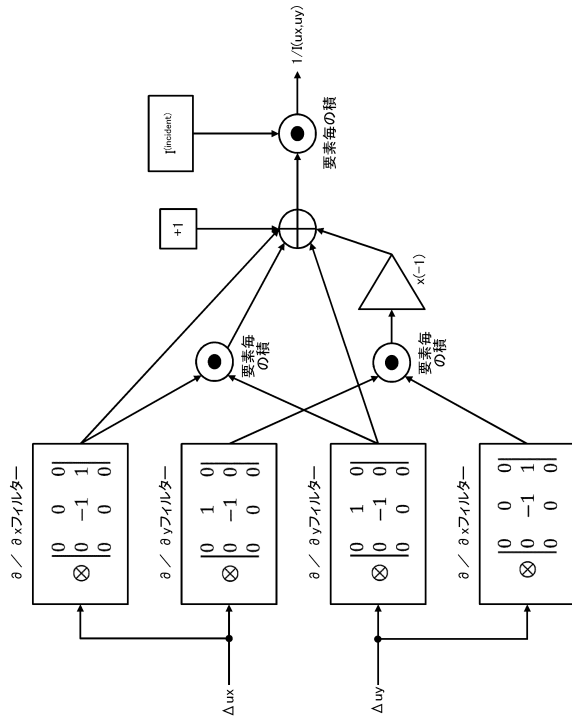 ∂／∂xフィルター
⊗ |0 0 0|
|0 −1 1|
|0 0 0|
∂／∂yフィルター
⊗ |0 1 0|
|0 −1 0|
|0 0 0|
∂／∂yフィルター
⊗ |0 1 0|
|0 −1 0|
|0 0 0|
∂／∂xフィルター
⊗ |0 0 0|
|0 −1 1|
|0 0 0|
Δux
Δuy
要素毎
の積
要素毎
の積
x(−1)
+1
I(incident)
要素毎の積
1/I(ux,uy)